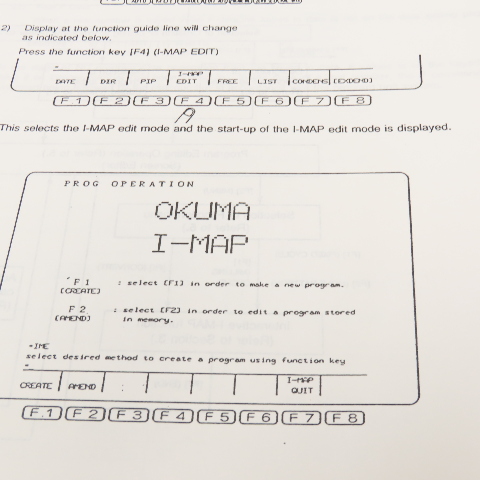 2) Display at the function guide line will change
as indicated below.
Press the function key [F4] (I-MAP EDIT)
DATE DIR PIP I-MAP EDIT FREE LIST CONDENS (EXDEND)
F 1 F 2 F 3 F 4 F 5 F 6 F 7 F 8
This selects the I-MAP edit mode and the start-up of the I-MAP edit mode is displayed.
PROG OPERATION
OKUMA
I-MAP
F 1 : select [F1] in order to make a new program.
(CREATE)
F 2 : select [F2] in order to edit a program stored
(AMEND) in memory.
=IME
select desired method to create a program using function key
CREATE AMEND I-MAP QUIT
F.1 F 2 F 3 F 4 F 5 F 6 F 7 F 8